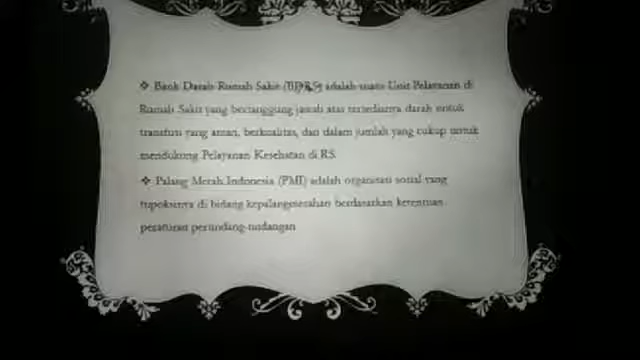 ❖ Bank Darah Rumah Sakit (BDRS) adalah suatu Unit Pelayanan di
Rumah Sakit yang bertanggung jawab atas tersedianya darah untuk
transfusi yang aman, berkualitas, dan dalam jumlah yang cukup untuk
mendukung Pelayanan Kesehatan di RS.
❖ Palang Merah Indonesia (PMI) adalah organisasi sosial yang
tupoksinya di bidang kepalangmerahan berdasarkan ketentuan
peraturan perundang-undangan